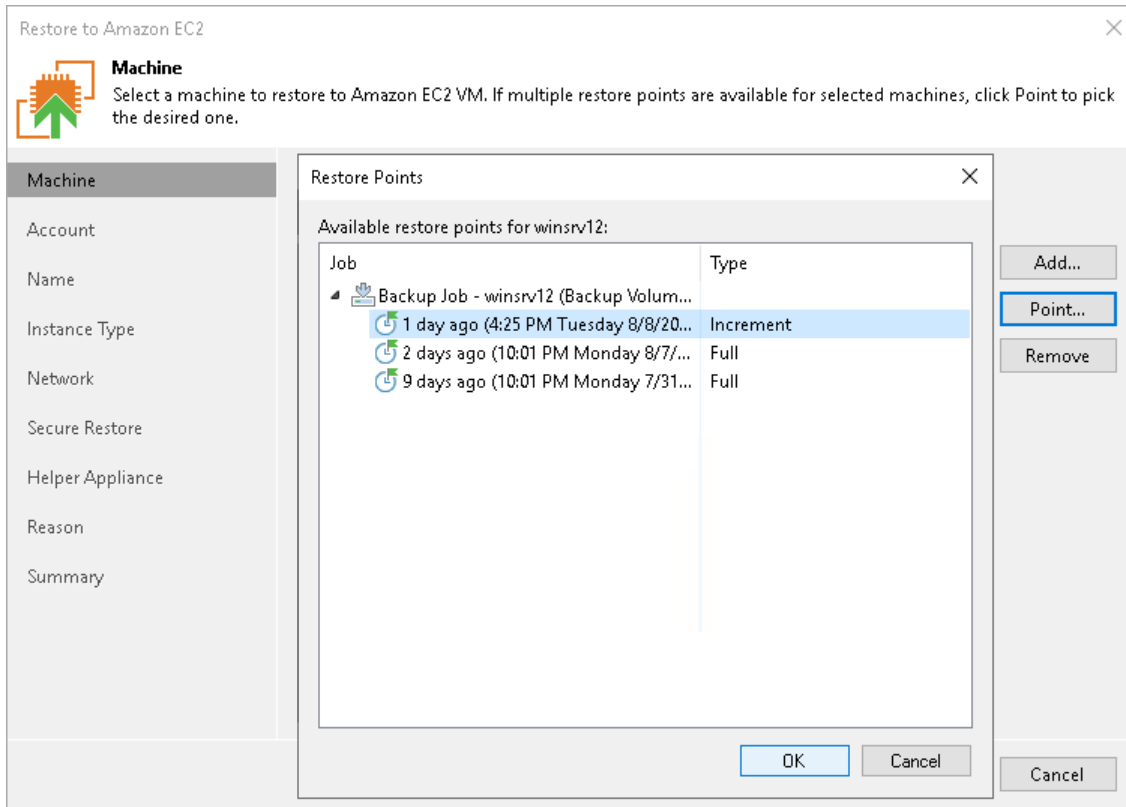 Restore to Amazon EC2
Machine
Select a machine to restore to Amazon EC2 VM. If multiple restore points are available for selected machines, click Point to pick
the desired one.
Machine
Account
Name
Instance Type
Network
Secure Restore
Helper Appliance
Reason
Summary
Restore Points
Available restore points for winsrv12:
Job Type
Backup Job - winsrv12 (Backup Volum...
1 day ago (4:25 PM Tuesday 8/8/20... Increment
2 days ago (10:01 PM Monday 8/7/... Full
9 days ago (10:01 PM Monday 7/31... Full
OK Cancel
Add...
Point...
Remove
Cancel